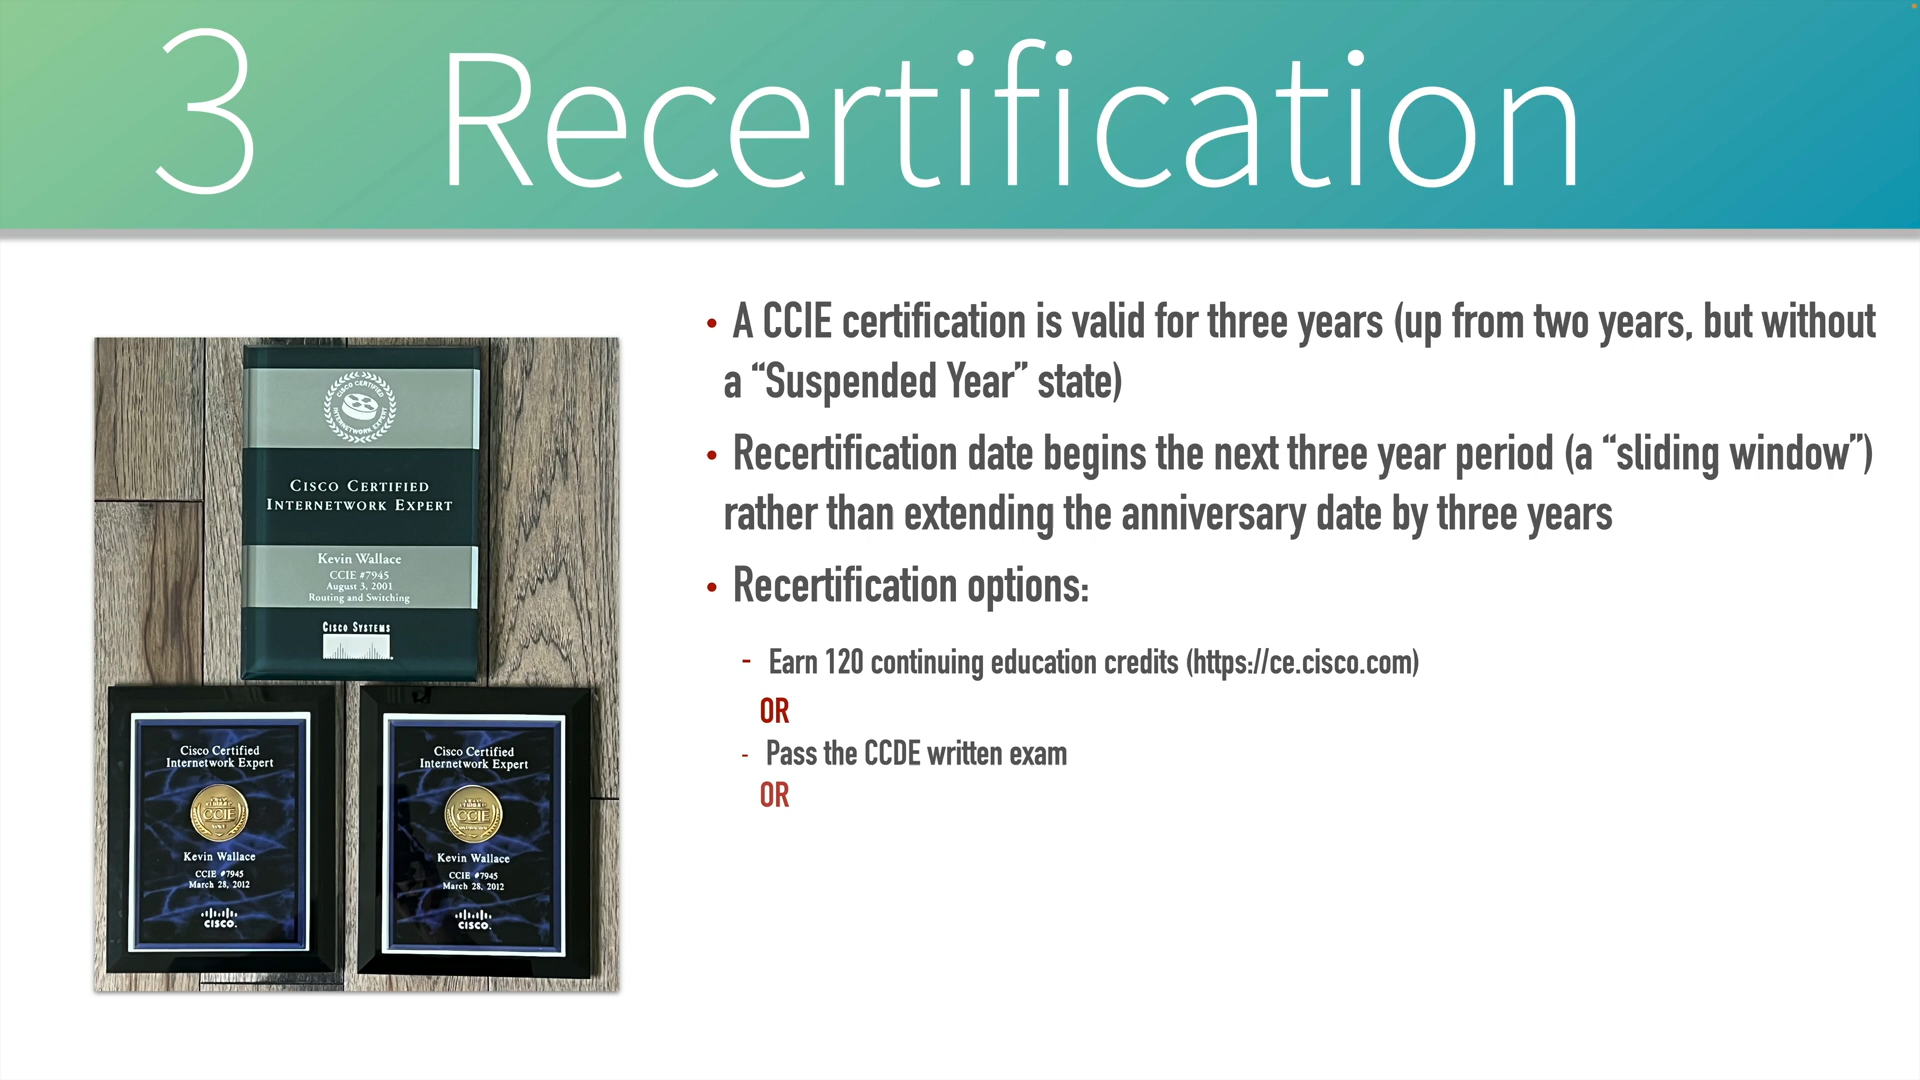 3 Recertification
• A CCIE certification is valid for three years (up from two years, but without
a “Suspended Year” state)
• Recertification date begins the next three year period (a “sliding window”)
rather than extending the anniversary date by three years
• Recertification options:
- Earn 120 continuing education credits (https://ce.cisco.com)
OR
- Pass the CCDE written exam
OR
CISCO CERTIFIED
INTERNETWORK EXPERT
CISCO CERTIFIED
INTERNETWORK EXPERT
Kevin Wallace
CCIE #7945
August 3, 2001
Routing and Switching
CISCO SYSTEMS
Cisco Certified
Internetwork Expert
CCIE
Kevin Wallace
CCIE #7945
March 28, 2012
CISCO.
Cisco Certified
Internetwork Expert
CCIE
Kevin Wallace
CCIE #7945
March 28, 2012
CISCO.